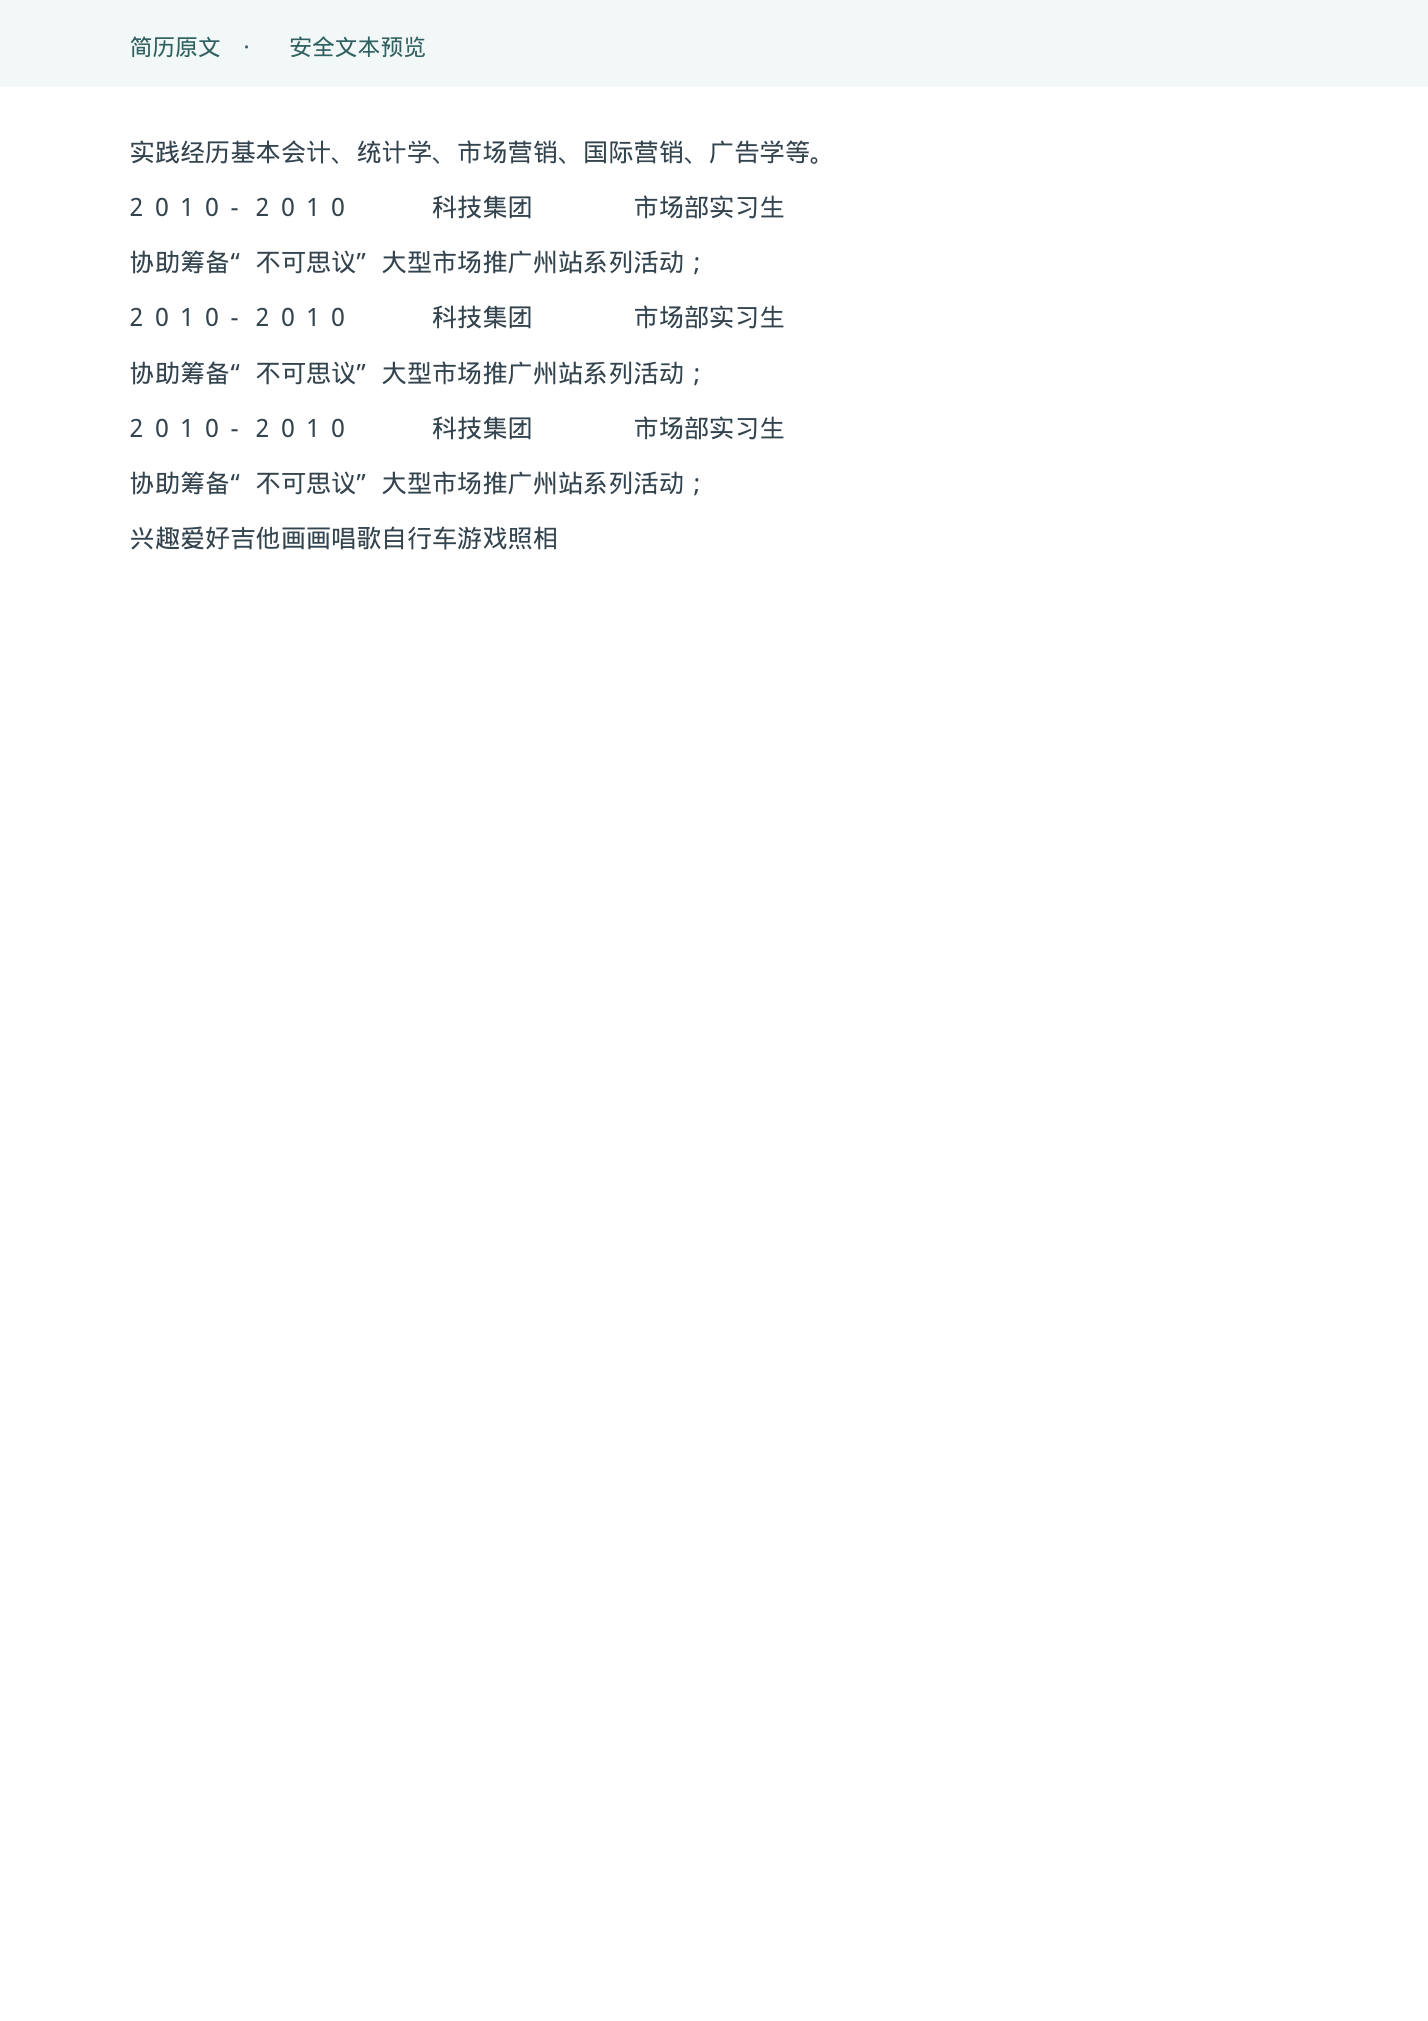 简历原文 · 安全文本预览
实践经历基本会计、统计学、市场营销、国际营销、广告学等。
2010-2010 科技集团 市场部实习生
协助筹备“不可思议”大型市场推广州站系列活动；
2010-2010 科技集团 市场部实习生
协助筹备“不可思议”大型市场推广州站系列活动；
2010-2010 科技集团 市场部实习生
协助筹备“不可思议”大型市场推广州站系列活动；
兴趣爱好吉他画画唱歌自行车游戏照相